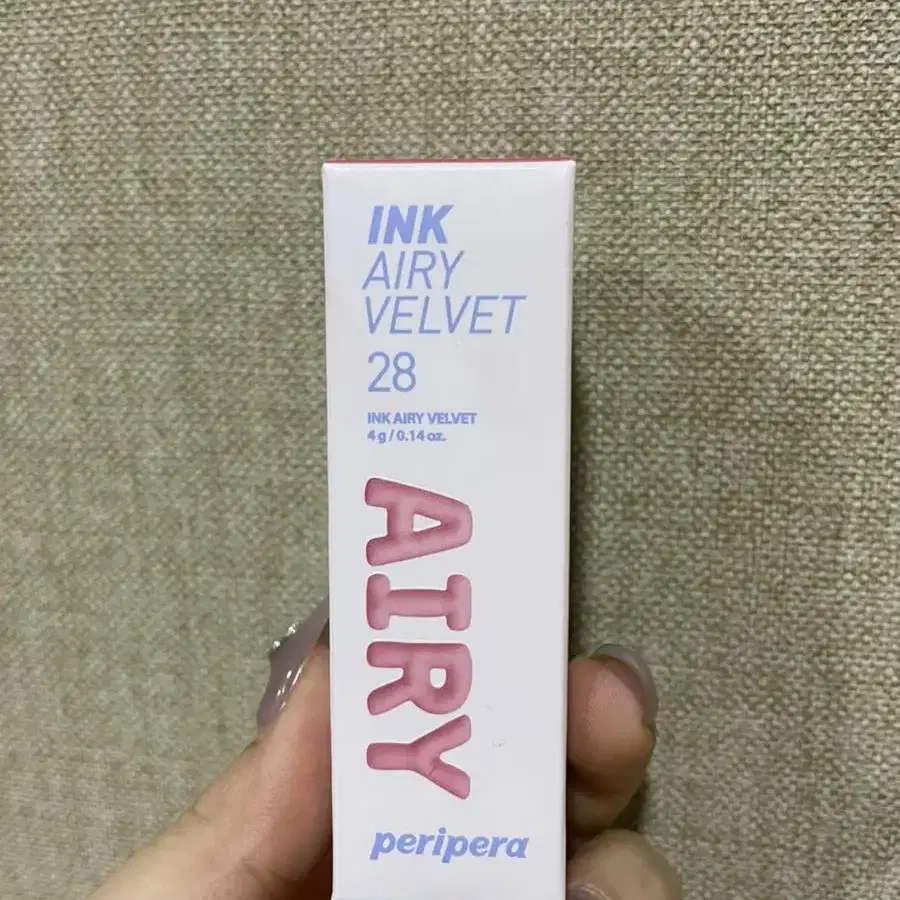 INK
AIRY
VELVET
28
INK AIRY VELVET
4 g / 0.14 oz.
AIRY
peripera